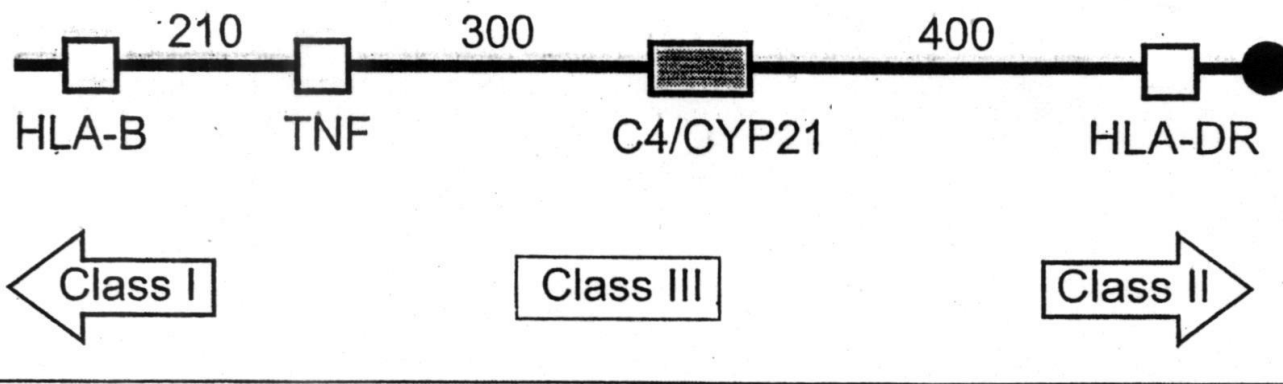 210 300 400
HLA-B TNF C4/CYP21 HLA-DR
Class I Class III Class II